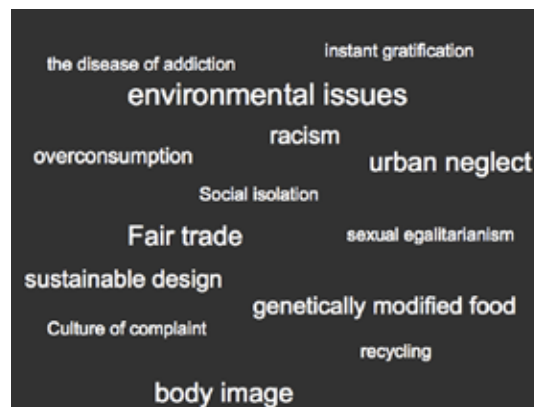 instant gratification
the disease of addiction
environmental issues
racism
overconsumption
urban neglect
Social isolation
Fair trade
sexual egalitarianism
sustainable design
genetically modified food
Culture of complaint
recycling
body image